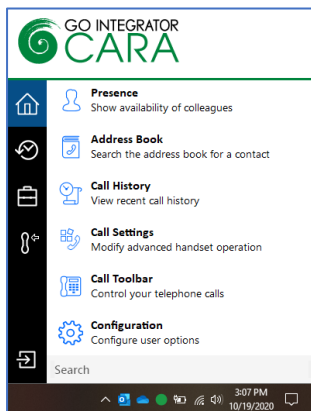 GO INTEGRATOR
CARA
Presence
Show availability of colleagues
Address Book
Search the address book for a contact
Call History
View recent call history
Call Settings
Modify advanced handset operation
Call Toolbar
Control your telephone calls
Configuration
Configure user options
Search
3:07 PM
10/19/2020